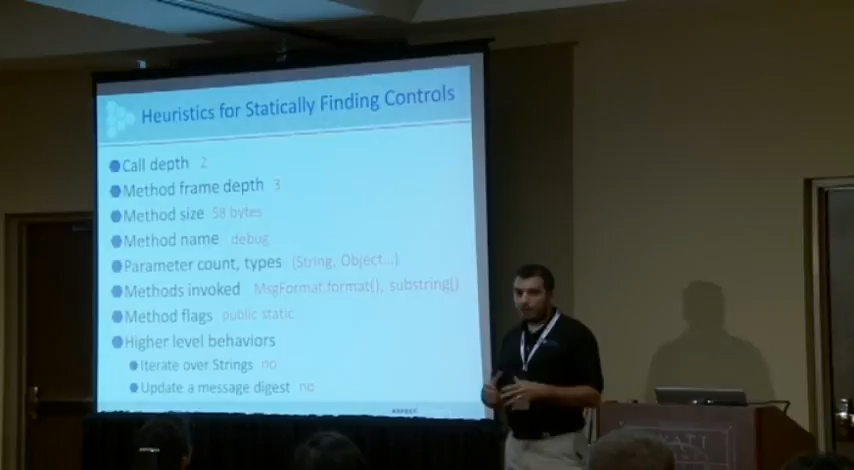 Heuristics for Statically Finding Controls
Call depth 2
Method frame depth 3
Method size 58 bytes
Method name debug
Parameter count, types (String, Object...)
Methods invoked MsgFormat.format(), substring()
Method flags public static
Higher level behaviors
Iterate over Strings no
Update a message digest no
ASPECT